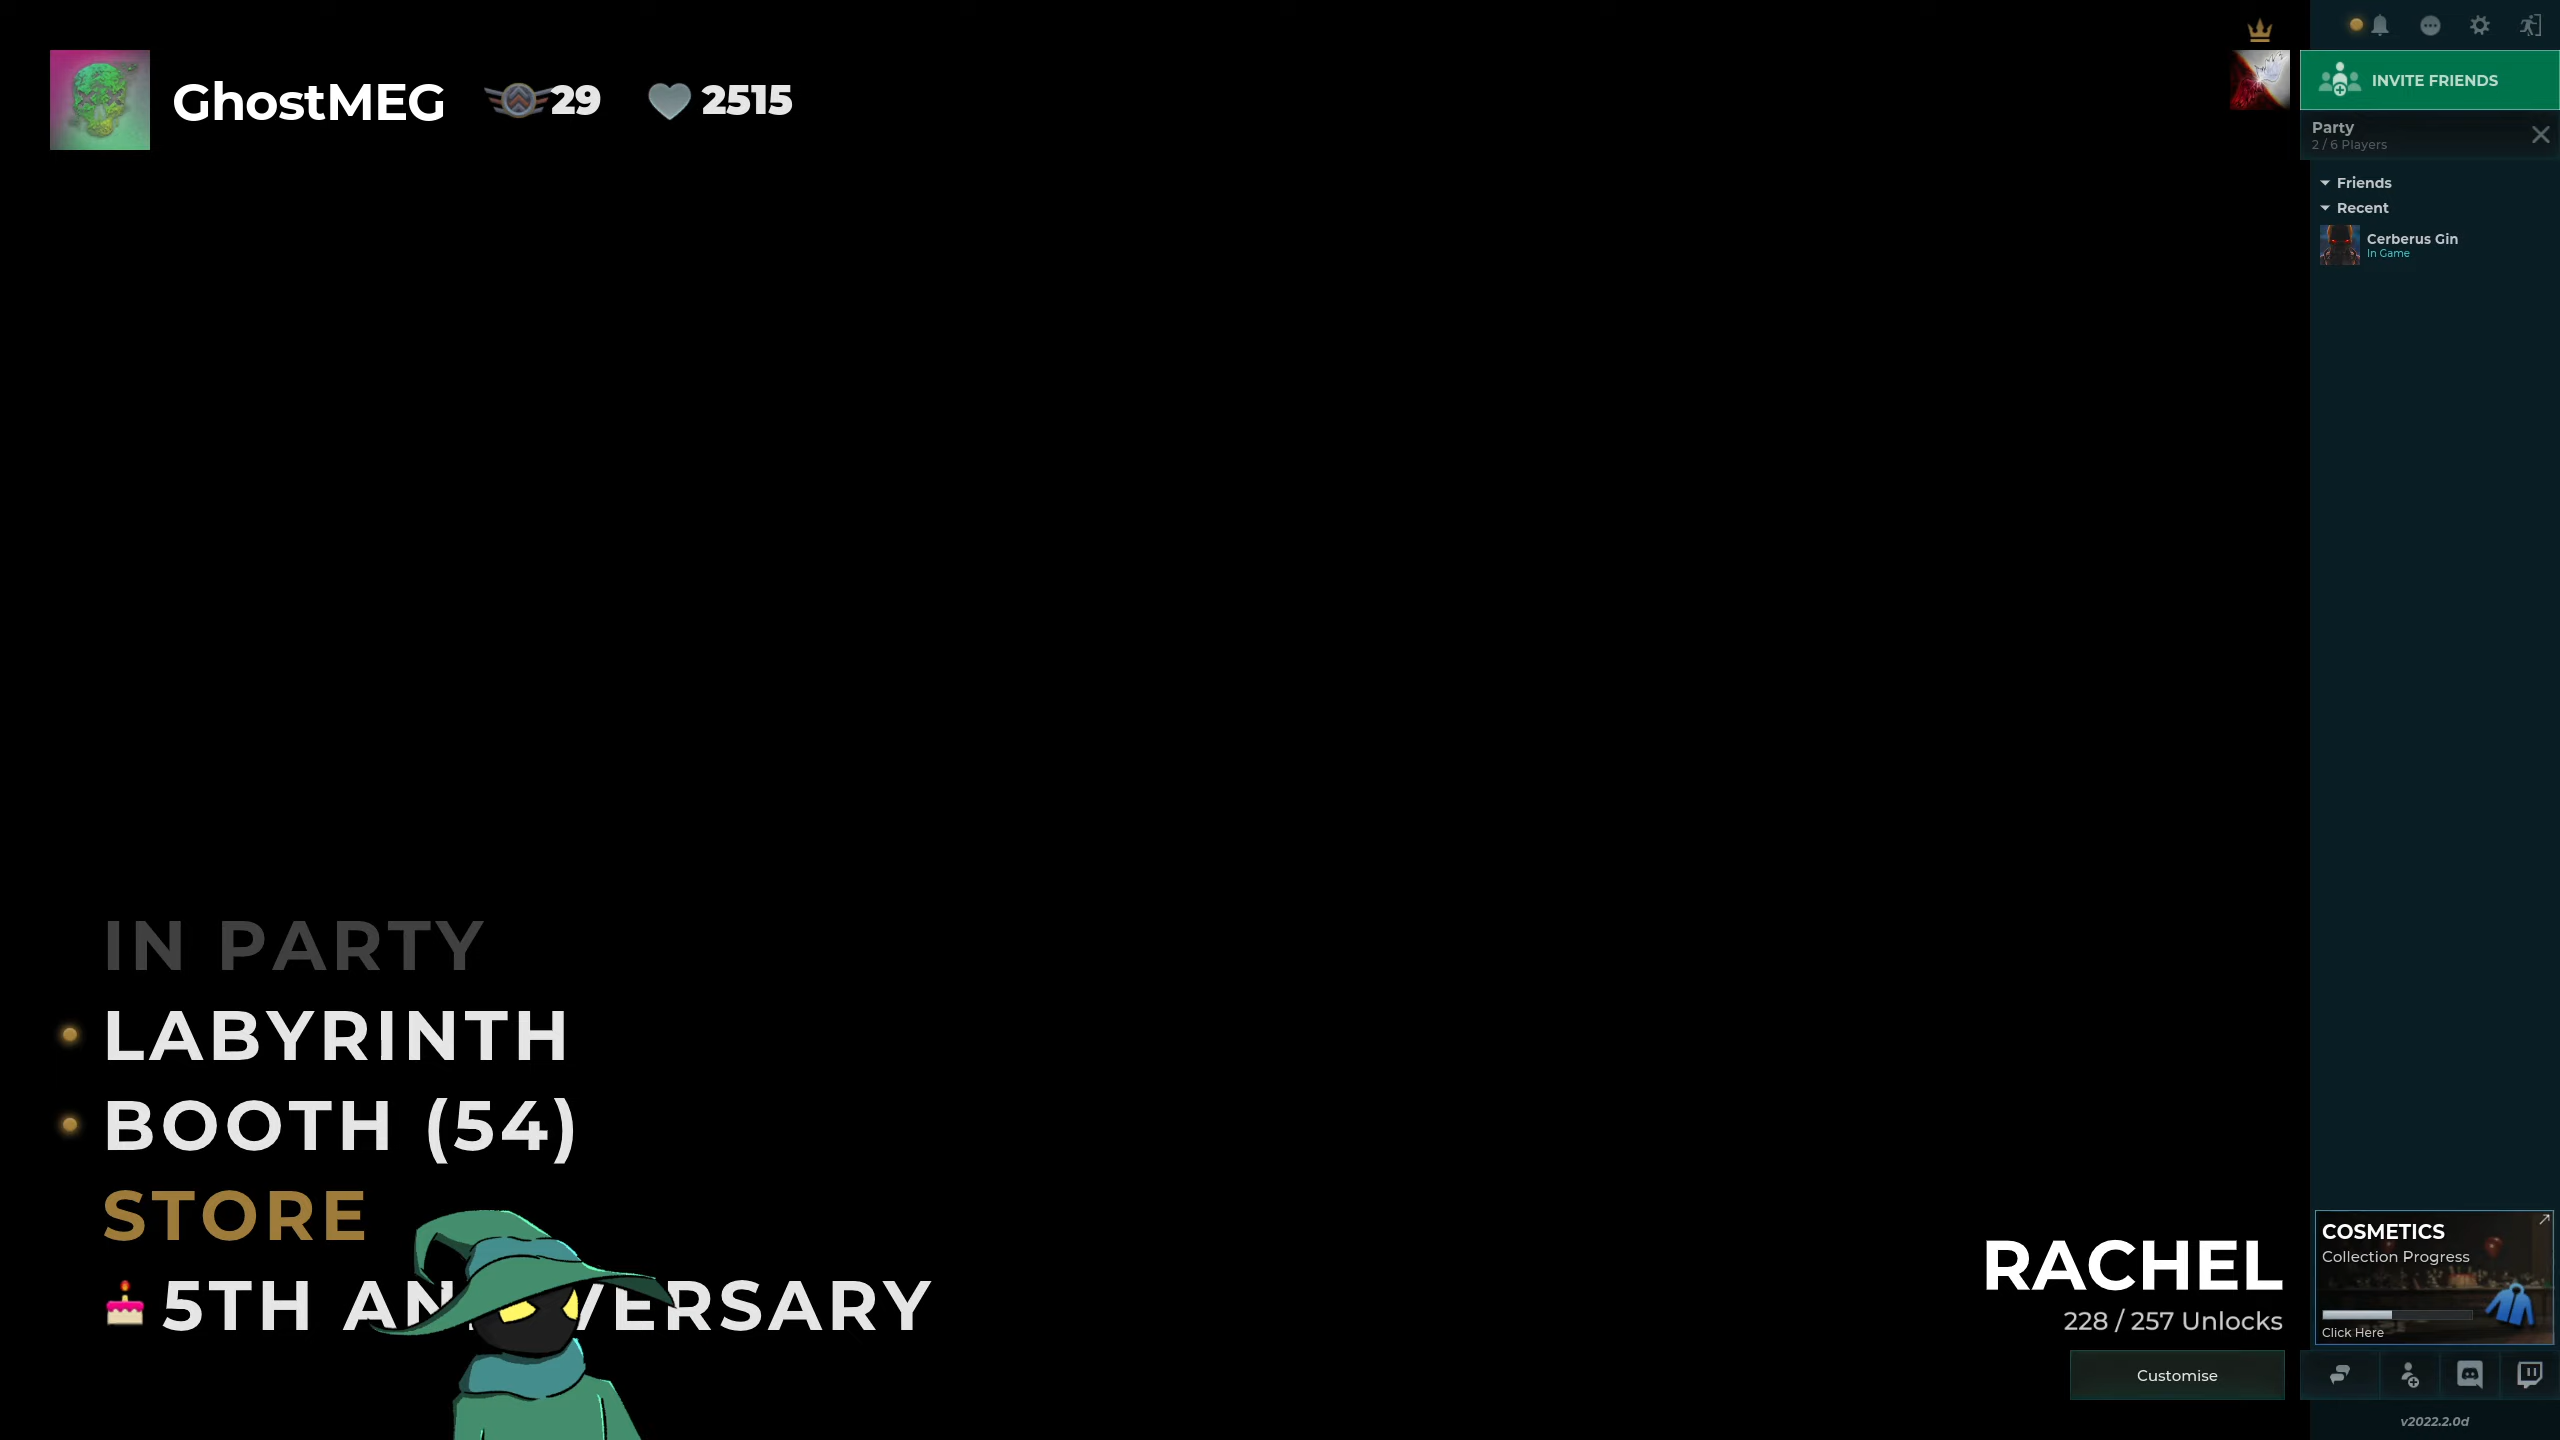 GhostMEG 29 2515
INVITE FRIENDS
Party
2 / 6 Players
Friends
Recent
Cerberus Gin
In Game
IN PARTY
LABYRINTH
BOOTH (54)
STORE
5TH
RACHEL
228 / 257 Unlocks
Customise
COSMETICS
Collection Progress
Click Here
v2022.2.0d